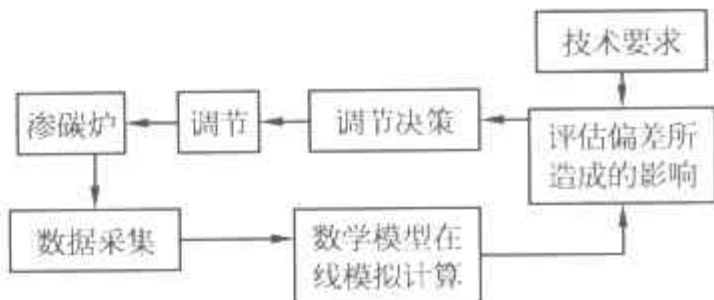 技术要求
渗碳炉
调节
调节决策
评估偏差所
造成的影响
数据采集
数学模型在
线模拟计算